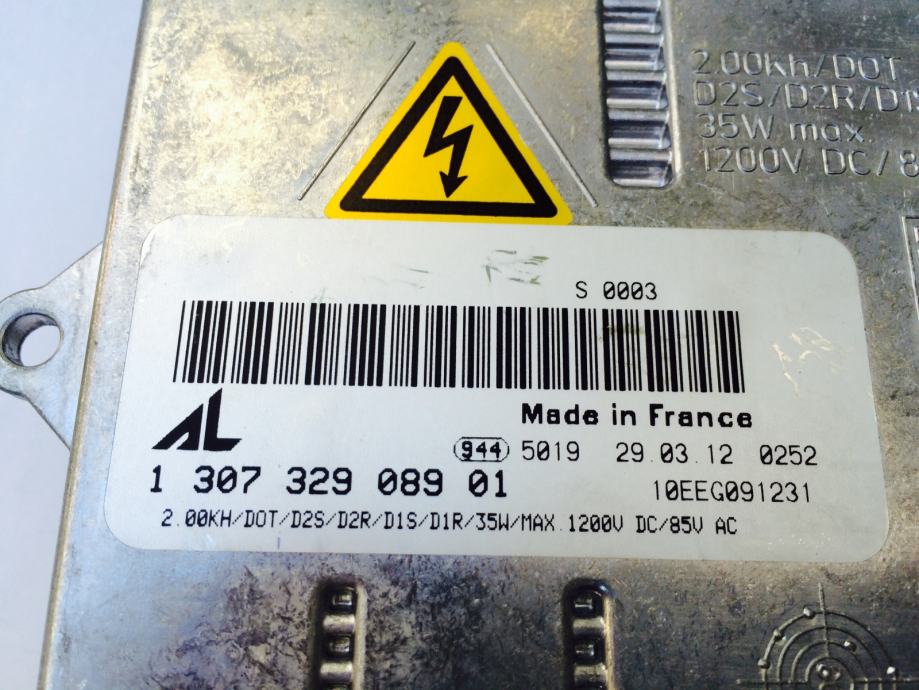 2.00Kh/DOT
D2S/D2R/D1
35W max.
1200V DC/8
S 0003
AL
Made in France
944 5019 29.03.12 0252
1 307 329 089 01
10EEG091231
2.00KH/DOT/D2S/D2R/D1S/D1R/35W/MAX.1200V DC/85V AC